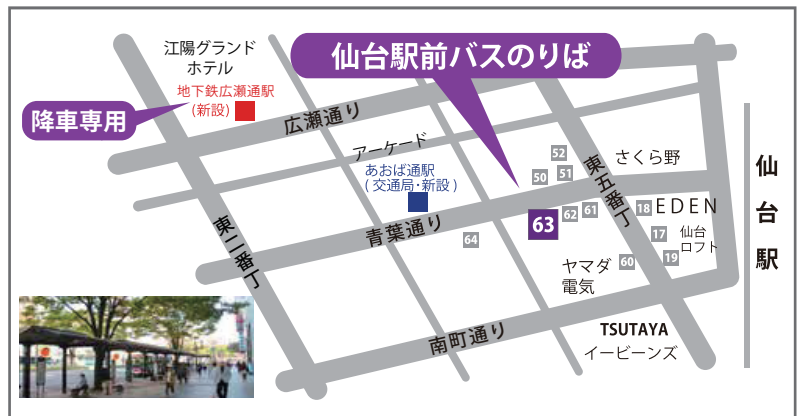 江陽グランド
ホテル
地下鉄広瀬通駅
(新設)
降車専用
仙台駅前バスのりば
広瀬通り
アーケード
あおば通駅
(交通局・新設)
東二番丁
青葉通り
64
63
62
61
50
51
52
東五番丁
さくら野
18
EDEN
17
仙台
ロフト
19
60
ヤマダ
電気
仙台駅
南町通り
TSUTAYA
イービーンズ